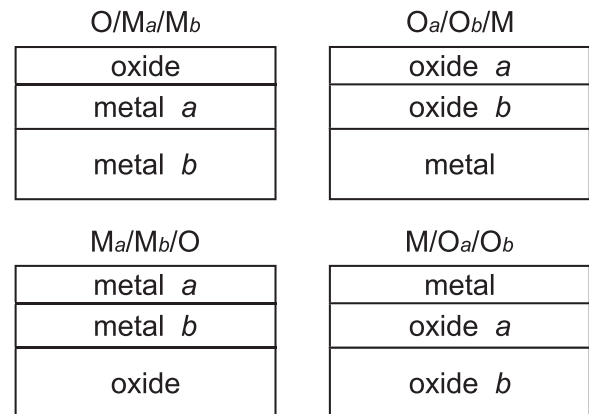 O/Ma/Mb
oxide
metal a
metal b
Oa/Ob/M
oxide a
oxide b
metal
Ma/Mb/O
metal a
metal b
oxide
M/Oa/Ob
metal
oxide a
oxide b